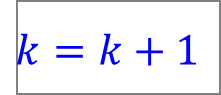 k = k + 1